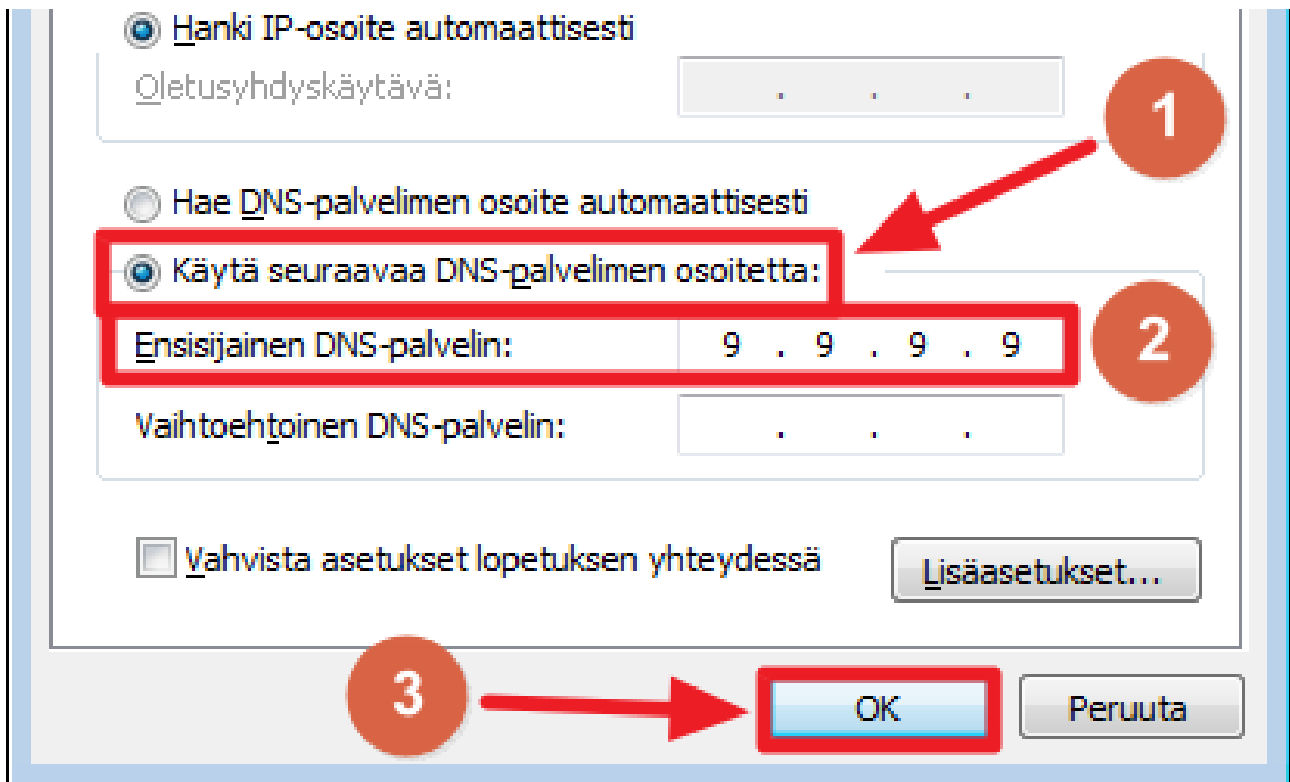 Hanki IP-osoite automaattisesti
Oletusyhdyskäytävä: . . .
1
Hae DNS-palvelimen osoite automaattisesti
Käytä seuraavaa DNS-palvelimen osoitetta:
Ensisijainen DNS-palvelin: 9 . 9 . 9 . 9
2
Vaihtoehtoinen DNS-palvelin: . . .
Vahvista asetukset lopetuksen yhteydessä
Lisäasetukset...
3
OK
Peruuta